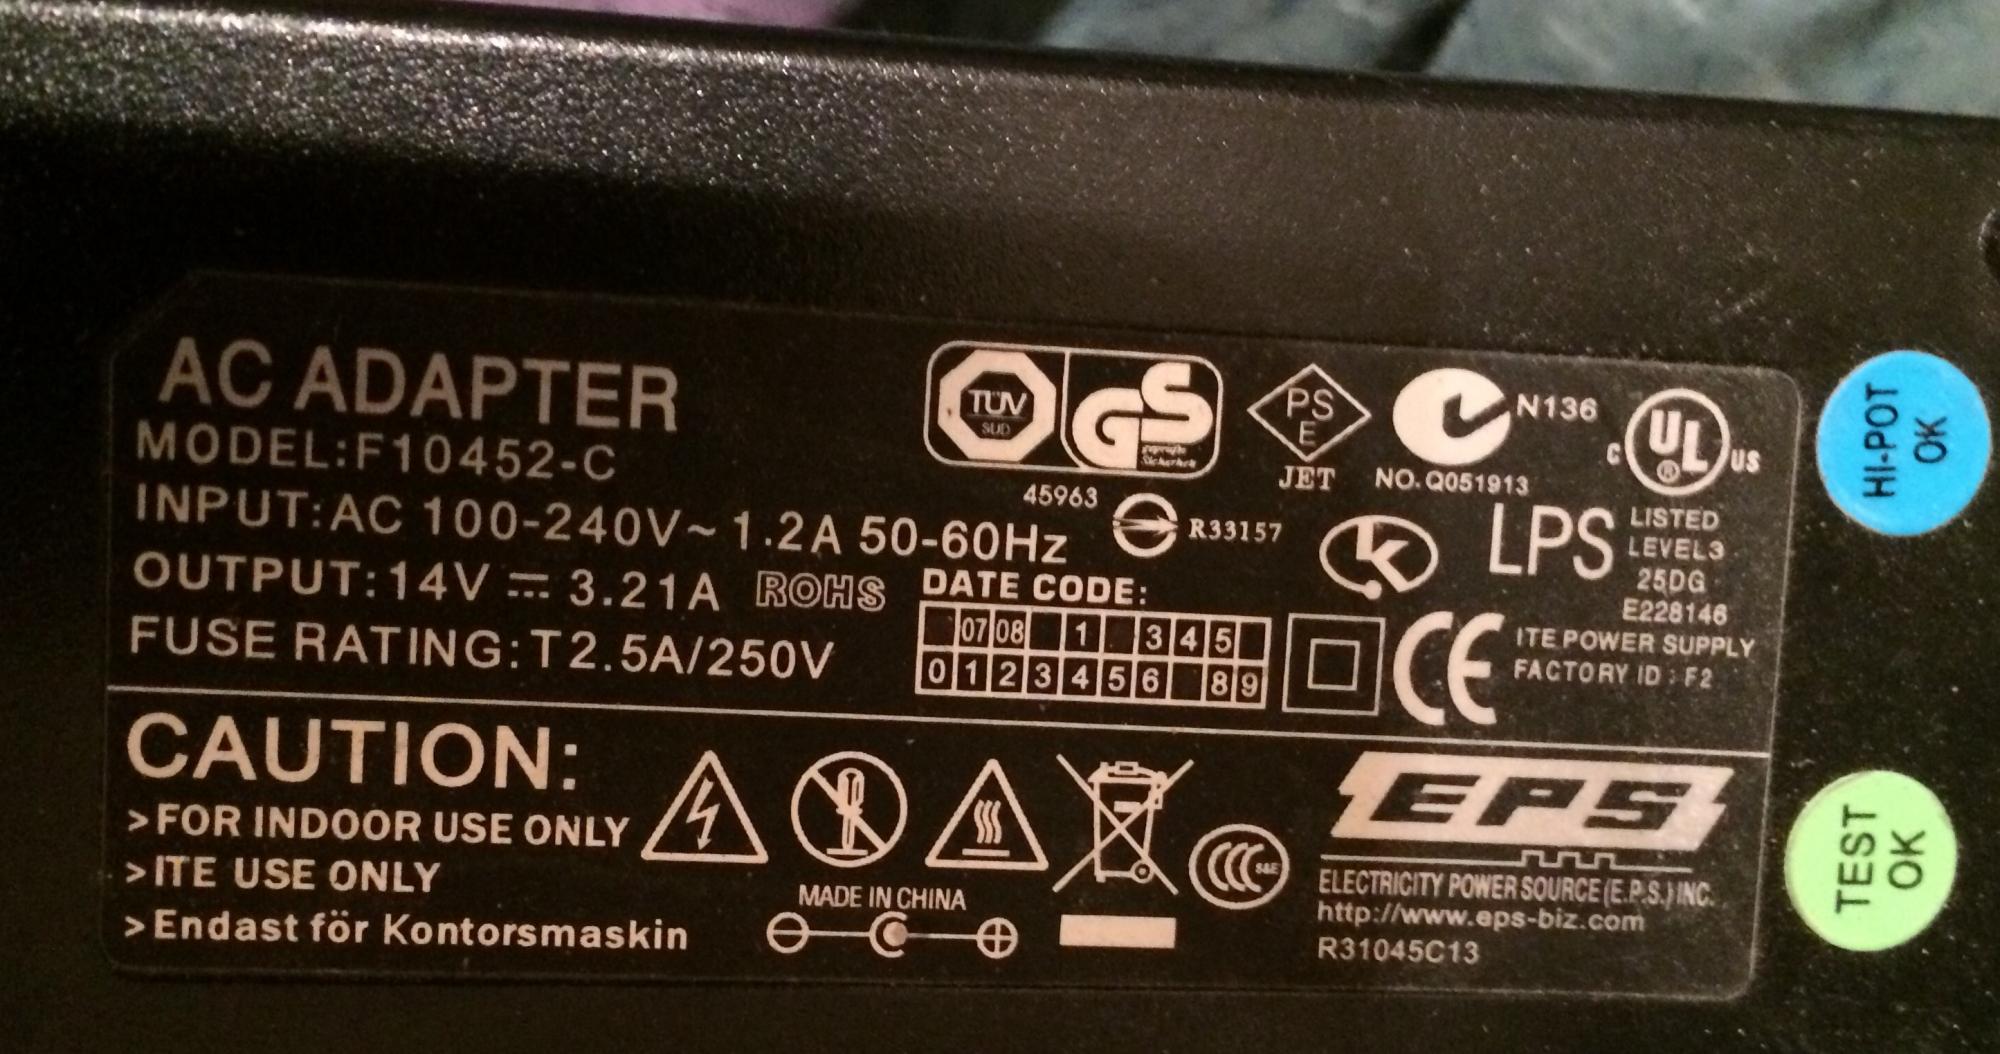 AC ADAPTER
MODEL:F10452-C
INPUT:AC 100-240V~ 1.2A 50-60Hz
OUTPUT:14V ⎓ 3.21A ROHS
FUSE RATING:T2.5A/250V
TÜV
SÜD
GS
geprüfte
Sicherheit
45963
PS
E
JET
N136
NO. Q051913
C UL ® US
R33157
K
LPS
LISTED
LEVEL3
25DG
E228146
ITE POWER SUPPLY
FACTORY ID : F2
DATE CODE:
07 08 1 3 4 5
0 1 2 3 4 5 6 8 9
CE
CAUTION:
>FOR INDOOR USE ONLY
>ITE USE ONLY
>Endast för Kontorsmaskin
MADE IN CHINA
CCC S&E
EPS
ELECTRICITY POWER SOURCE (E.P.S.) INC.
http://www.eps-biz.com
R31045C13
HI-POT
OK
TEST
OK